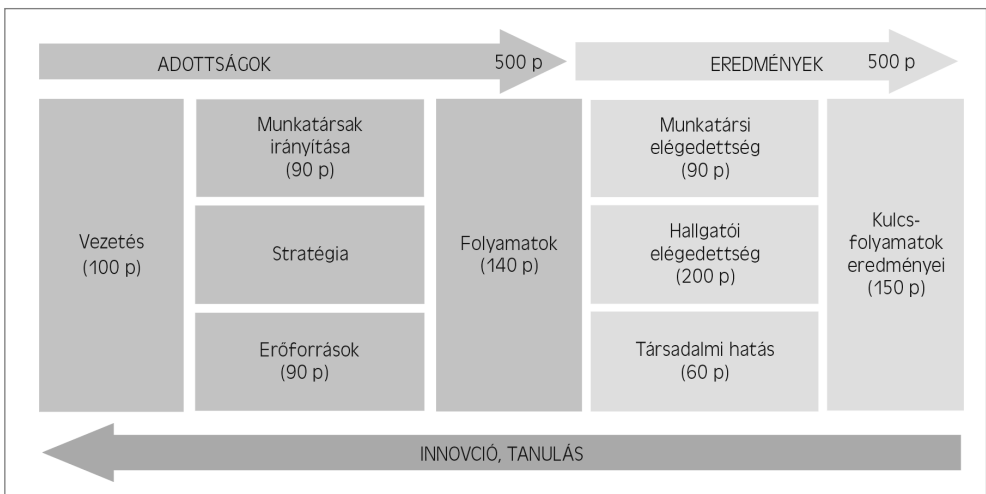 ADOTTSÁGOK 500 p
EREDMÉNYEK 500 p
Vezetés
(100 p)
Munkatársak
irányítása
(90 p)
Stratégia
Erőforrások
(90 p)
Folyamatok
(140 p)
Munkatársi
elégedettség
(90 p)
Hallgatói
elégedettség
(200 p)
Társadalmi hatás
(60 p)
Kulcs-
folyamatok
eredményei
(150 p)
INNOVCIÓ, TANULÁS